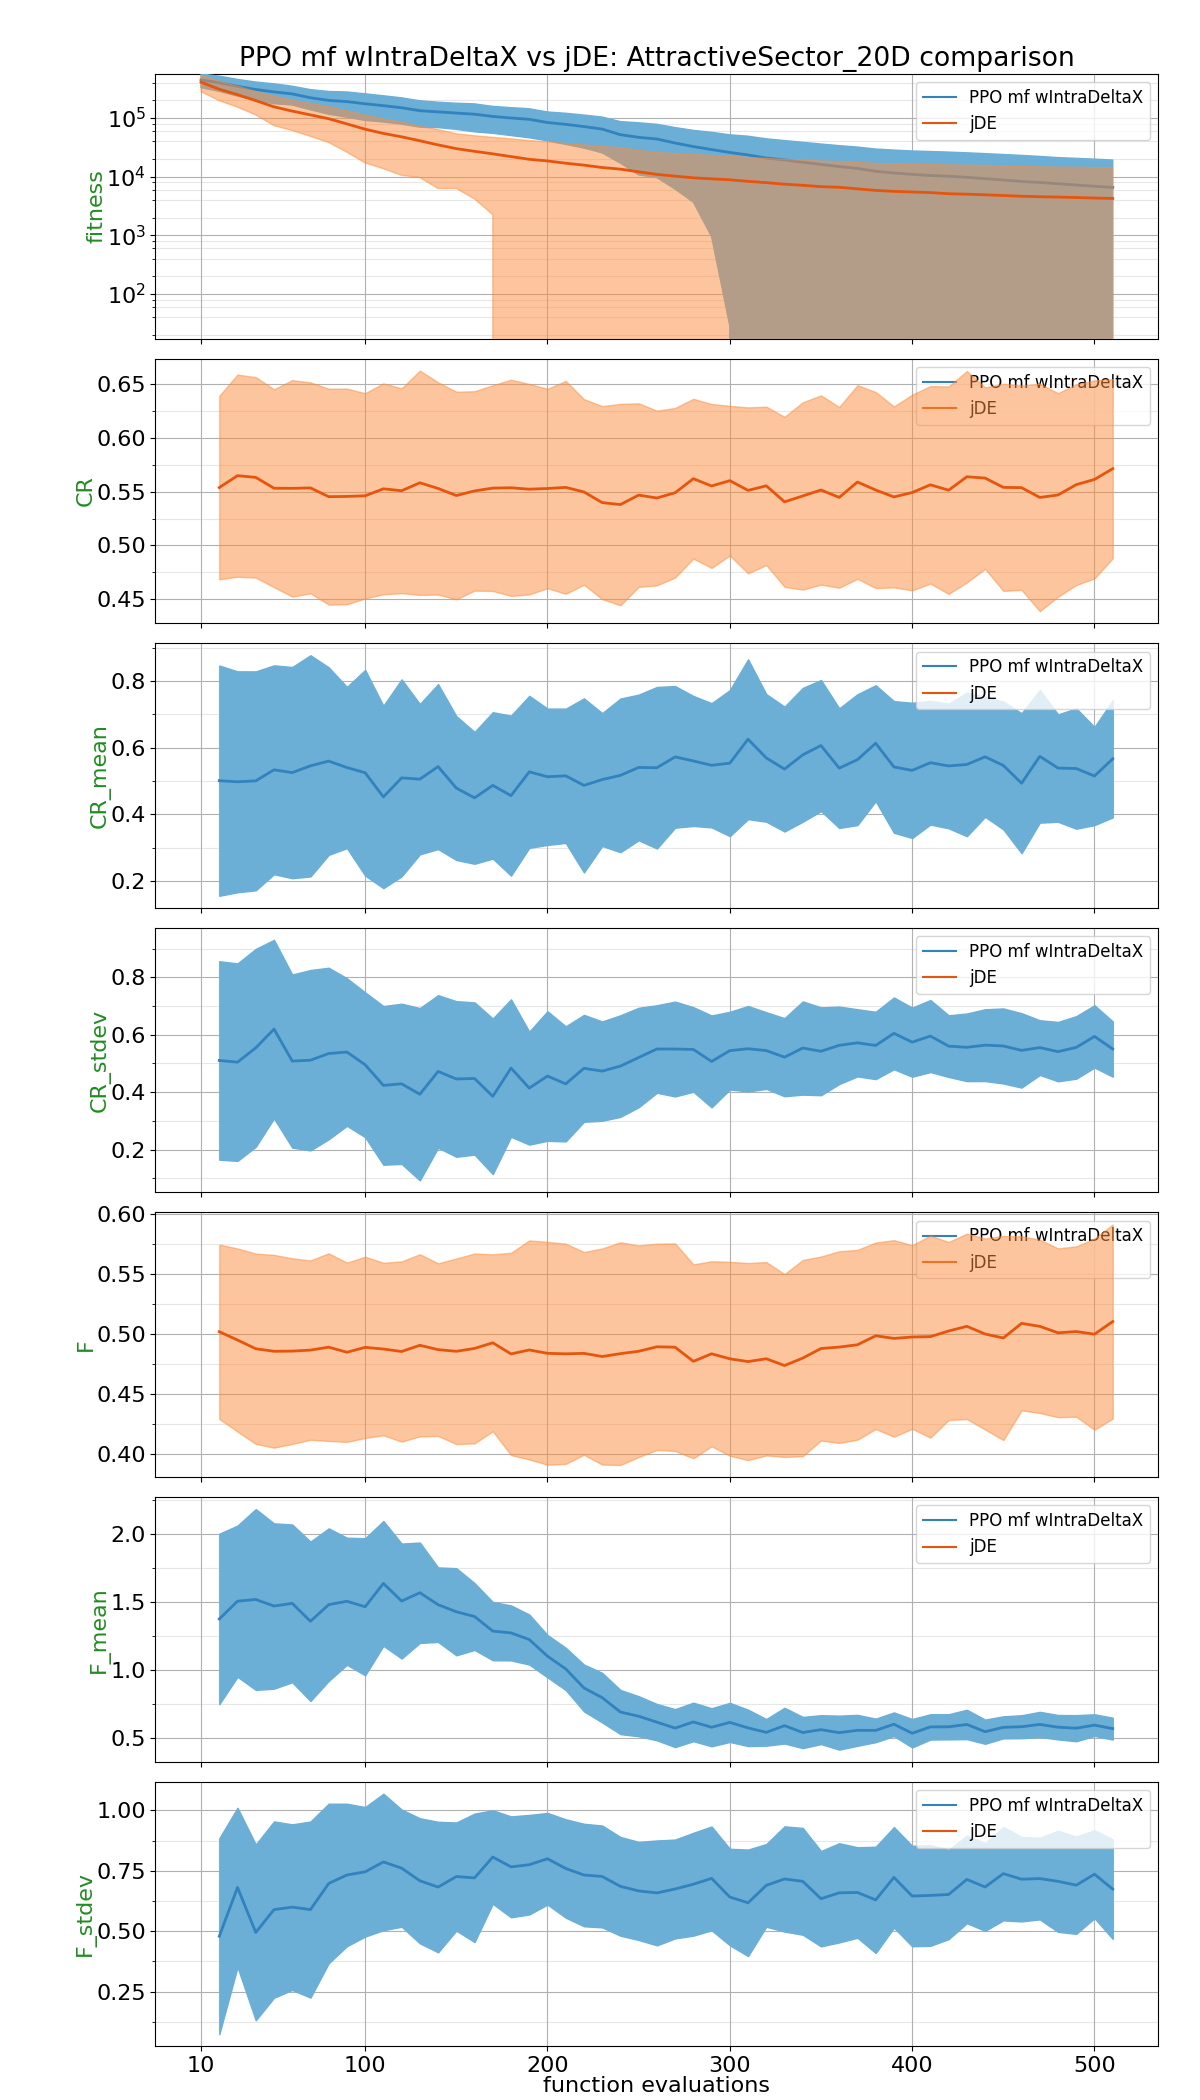 PPO mf wIntraDeltaX vs jDE: AttractiveSector_20D comparison
PPO mf wIntraDeltaX
jDE
10^5
10^4
10^3
10^2
fitness
PPO mf wIntraDeltaX
jDE
0.65
0.60
0.55
0.50
0.45
CR
PPO mf wIntraDeltaX
jDE
0.8
0.6
0.4
0.2
CR_mean
PPO mf wIntraDeltaX
jDE
0.8
0.6
0.4
0.2
CR_stdev
PPO mf wIntraDeltaX
jDE
0.60
0.55
0.50
0.45
0.40
F
PPO mf wIntraDeltaX
jDE
2.0
1.5
1.0
0.5
F_mean
PPO mf wIntraDeltaX
jDE
1.00
0.75
0.50
0.25
F_stdev
10 100 200 300 400 500
function evaluations